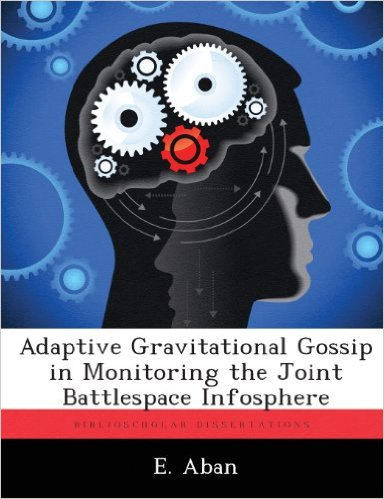 Adaptive Gravitational Gossip
in Monitoring the Joint
Battlespace Infosphere
BIBLIOSCHOLAR DISSERTATIONS
E. Aban